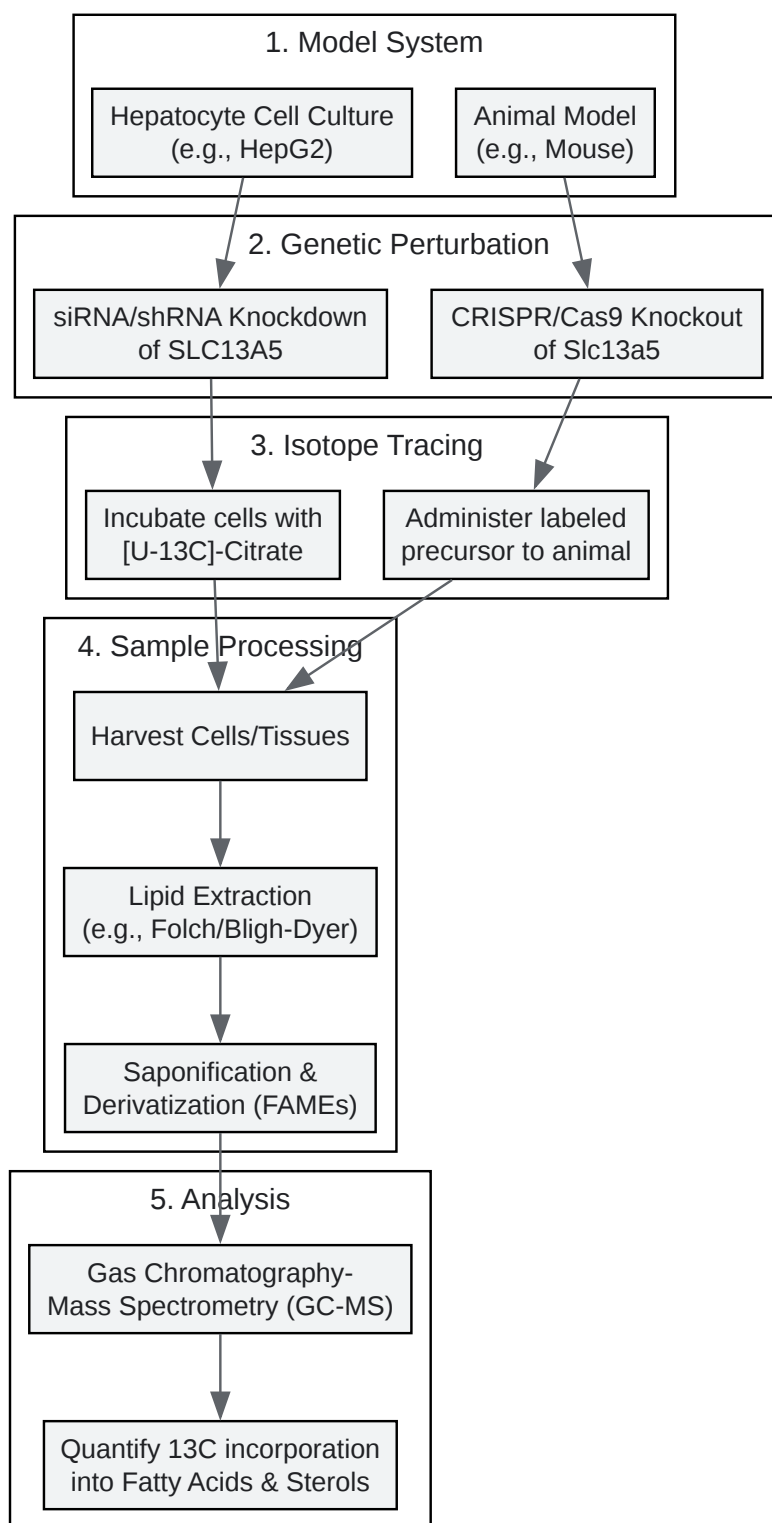 1. Model System
Hepatocyte Cell Culture
(e.g., HepG2)
Animal Model
(e.g., Mouse)
2. Genetic Perturbation
siRNA/shRNA Knockdown
of SLC13A5
CRISPR/Cas9 Knockout
of Slc13a5
3. Isotope Tracing
Incubate cells with
[U-13C]-Citrate
Administer labeled
precursor to animal
4. Sample Processing
Harvest Cells/Tissues
Lipid Extraction
(e.g., Folch/Bligh-Dyer)
Saponification &
Derivatization (FAMEs)
5. Analysis
Gas Chromatography-
Mass Spectrometry (GC-MS)
Quantify 13C incorporation
into Fatty Acids & Sterols